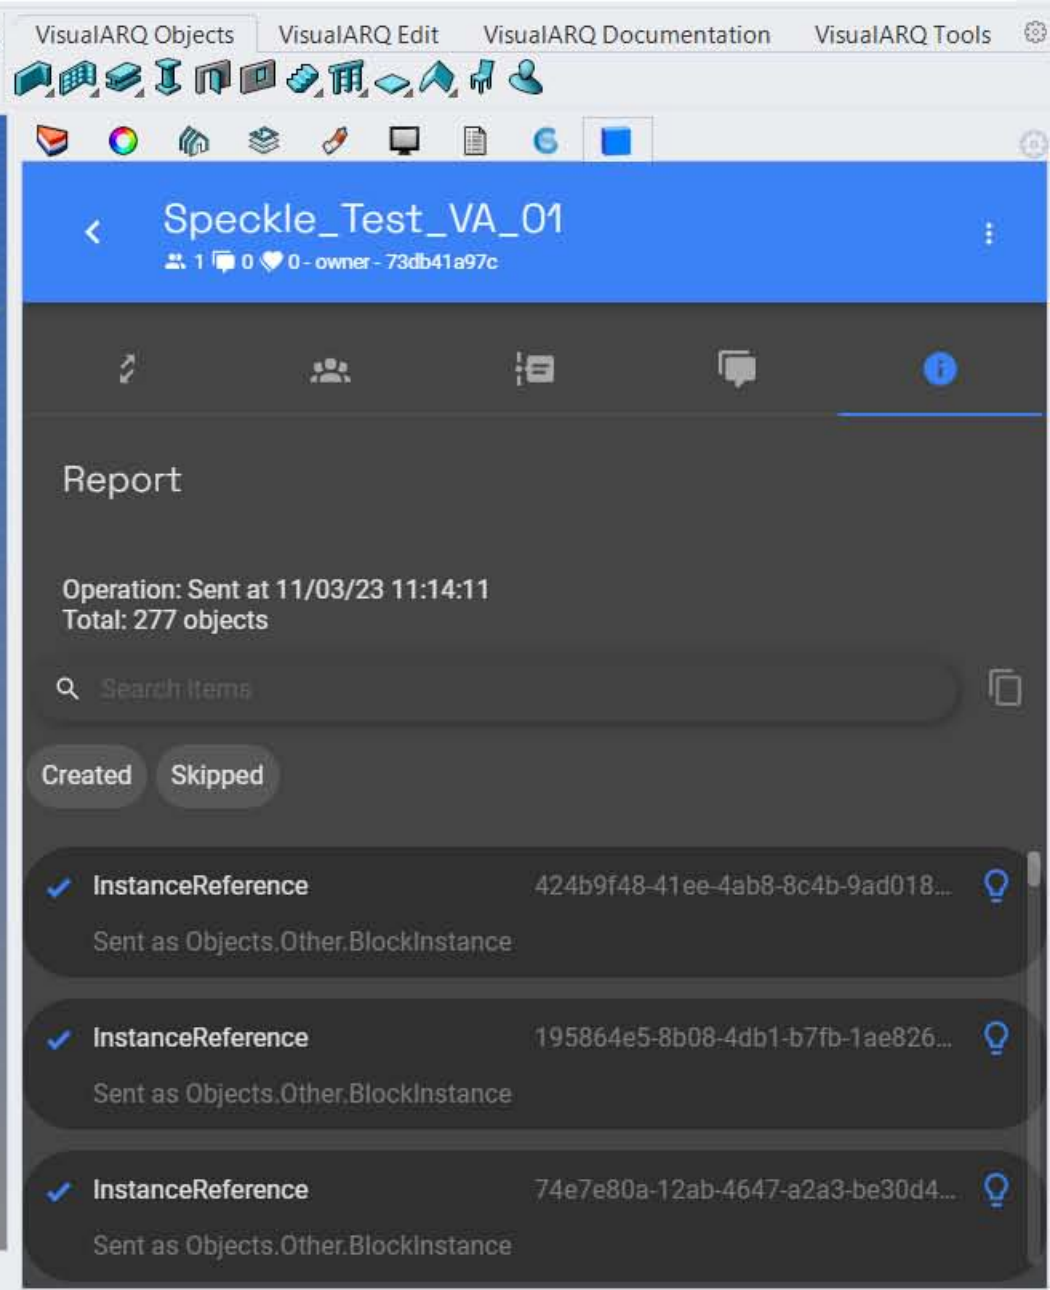 VisualARQ Objects VisualARQ Edit VisualARQ Documentation VisualARQ Tools
Speckle_Test_VA_01
1 0 0 - owner - 73db41a97c
Report
Operation: Sent at 11/03/23 11:14:11
Total: 277 objects
Search Items
Created Skipped
InstanceReference 424b9f48-41ee-4ab8-8c4b-9ad018...
Sent as Objects.Other.BlockInstance
InstanceReference 195864e5-8b08-4db1-b7fb-1ae826...
Sent as Objects.Other.BlockInstance
InstanceReference 74e7e80a-12ab-4647-a2a3-be30d4...
Sent as Objects.Other.BlockInstance